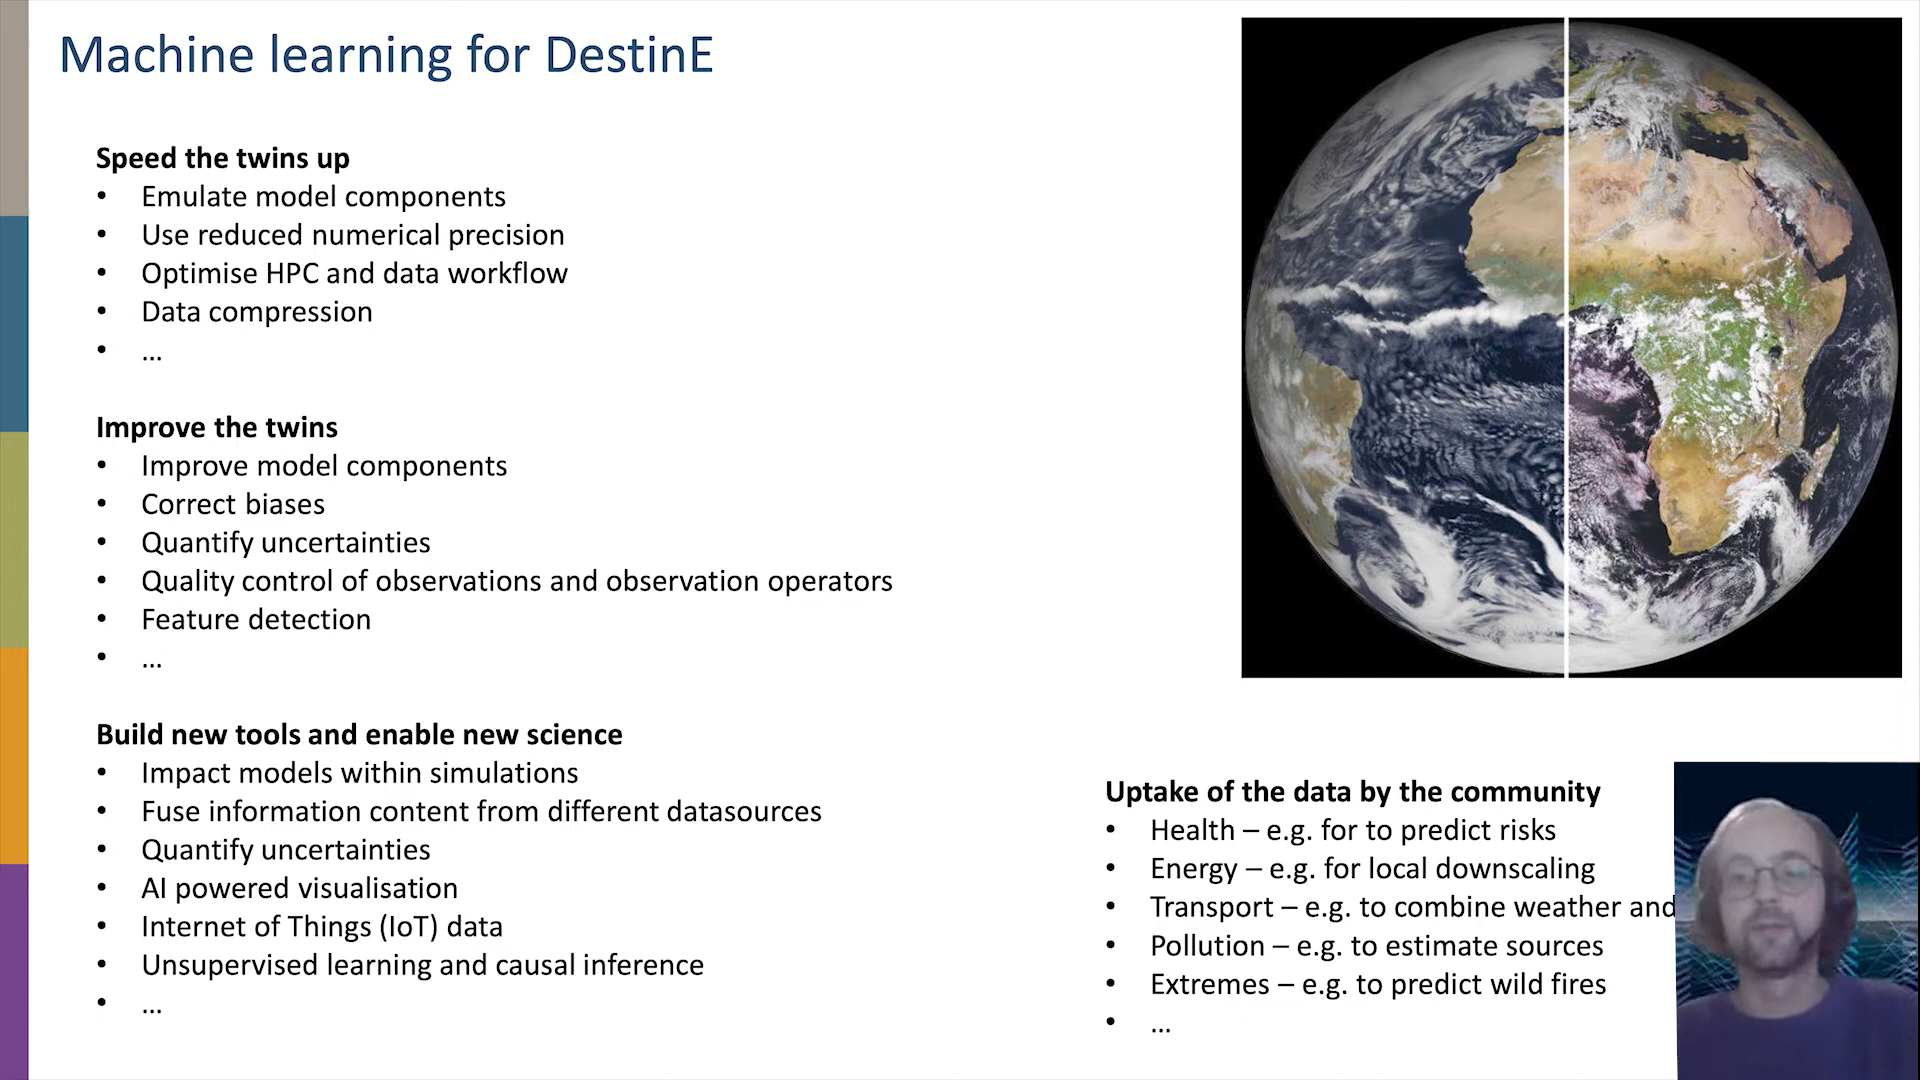 Machine learning for DestinE
Speed the twins up
• Emulate model components
• Use reduced numerical precision
• Optimise HPC and data workflow
• Data compression
• …
Improve the twins
• Improve model components
• Correct biases
• Quantify uncertainties
• Quality control of observations and observation operators
• Feature detection
• …
Build new tools and enable new science
• Impact models within simulations
• Fuse information content from different datasources
• Quantify uncertainties
• AI powered visualisation
• Internet of Things (IoT) data
• Unsupervised learning and causal inference
• …
Uptake of the data by the community
• Health – e.g. for to predict risks
• Energy – e.g. for local downscaling
• Transport – e.g. to combine weather and
• Pollution – e.g. to estimate sources
• Extremes – e.g. to predict wild fires
• …